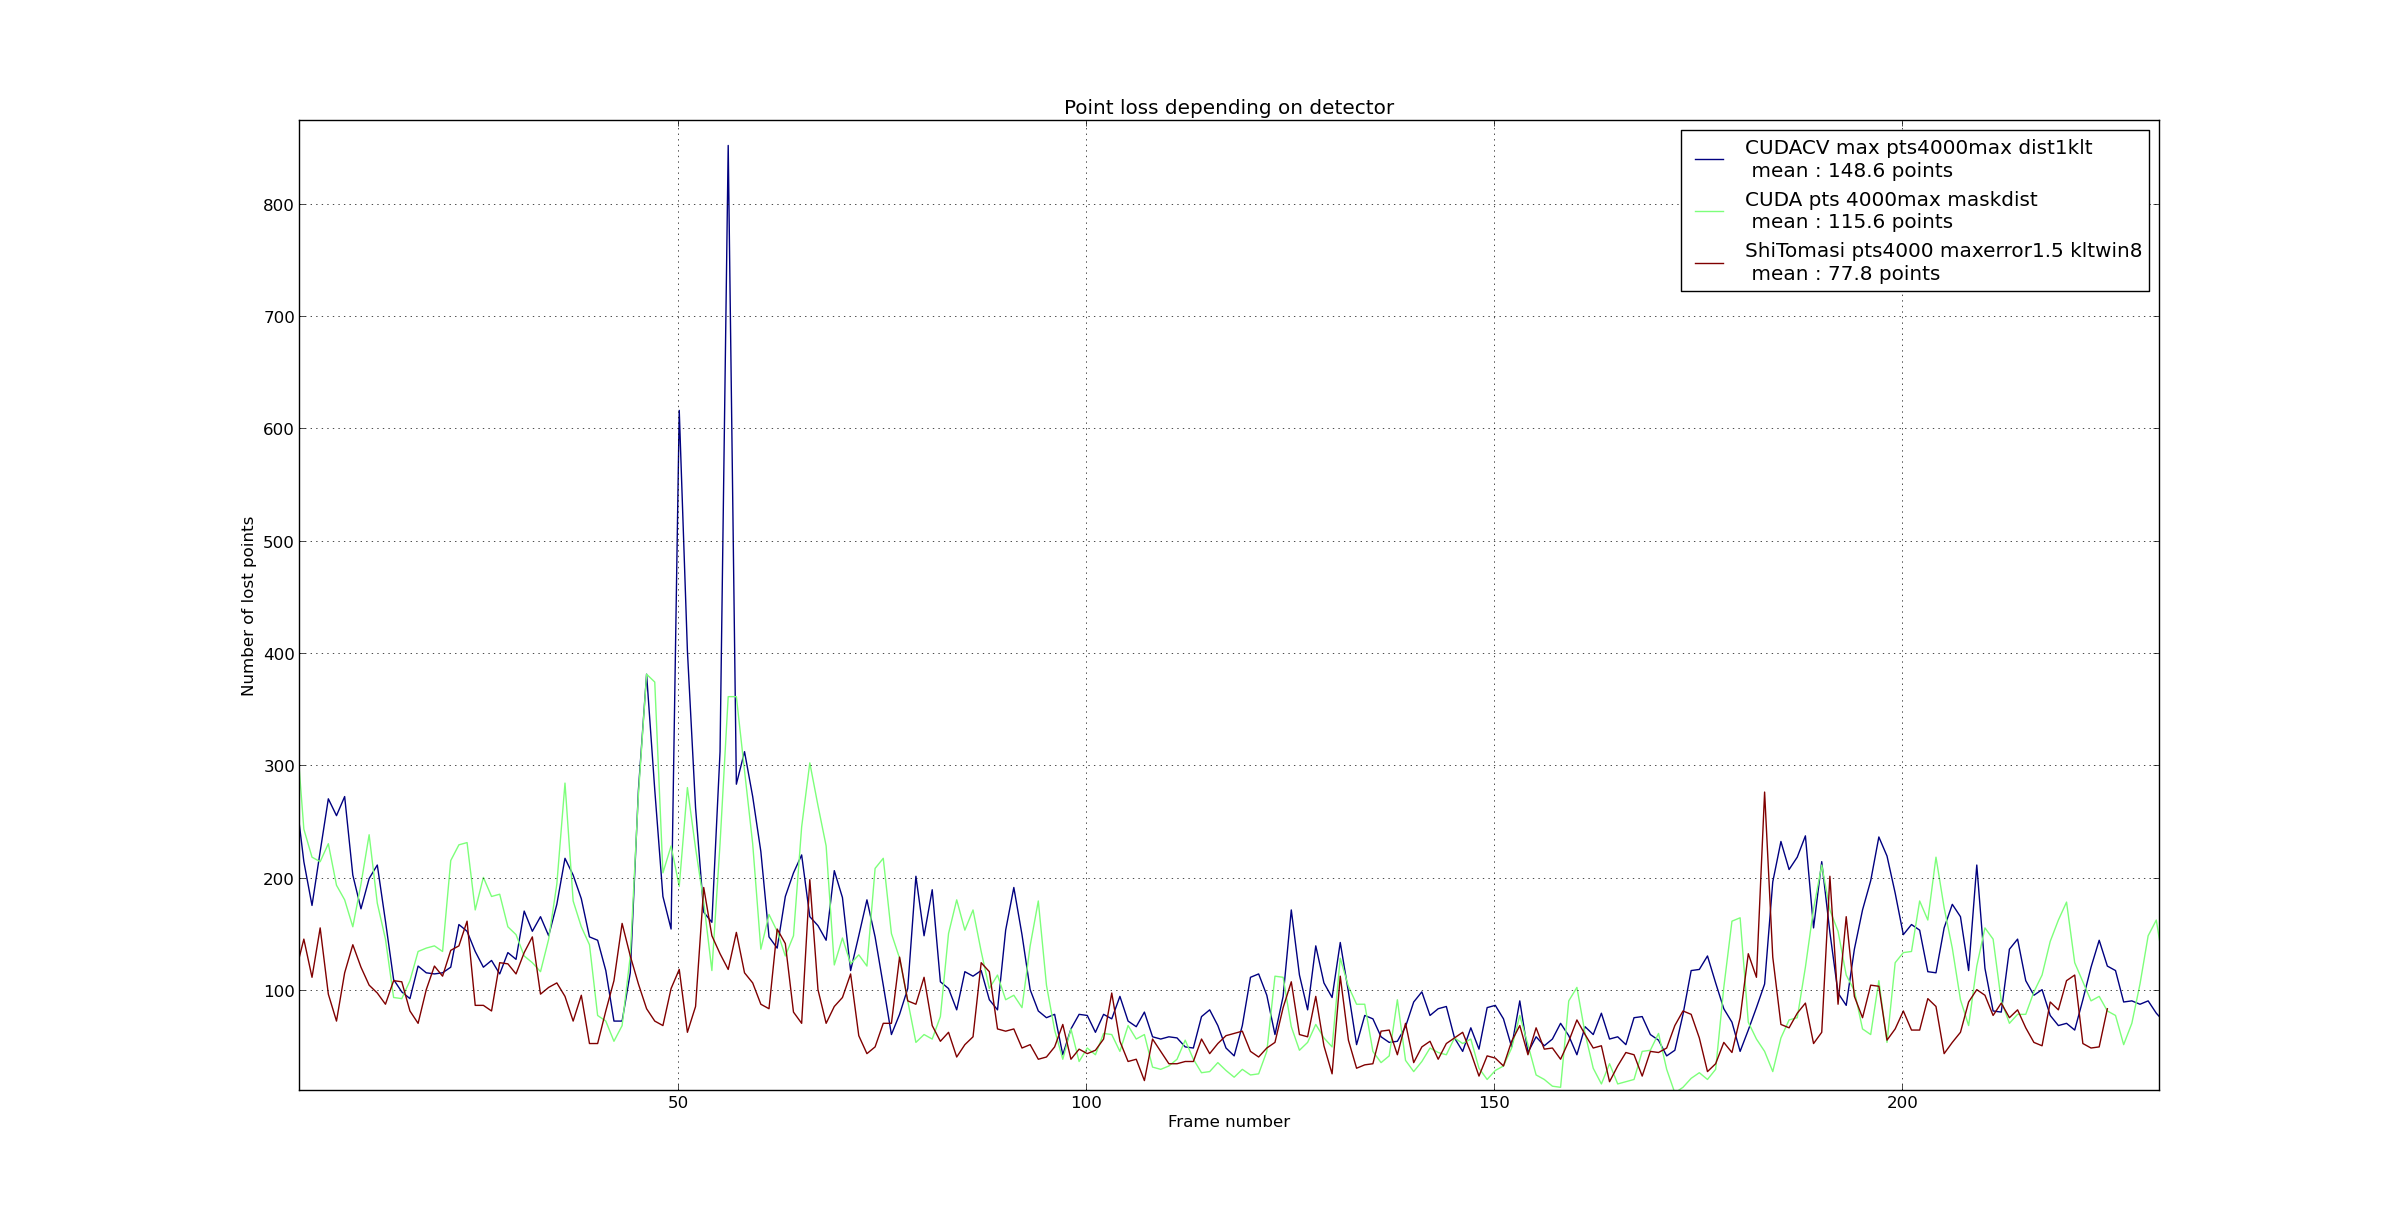 Point loss depending on detector
CUDACV max pts4000max dist1klt
mean : 148.6 points
CUDA pts 4000max maskdist
mean : 115.6 points
ShiTomasi pts4000 maxerror1.5 kltwin8
mean : 77.8 points
800
700
600
500
400
300
200
100
Number of lost points
50
100
150
200
Frame number